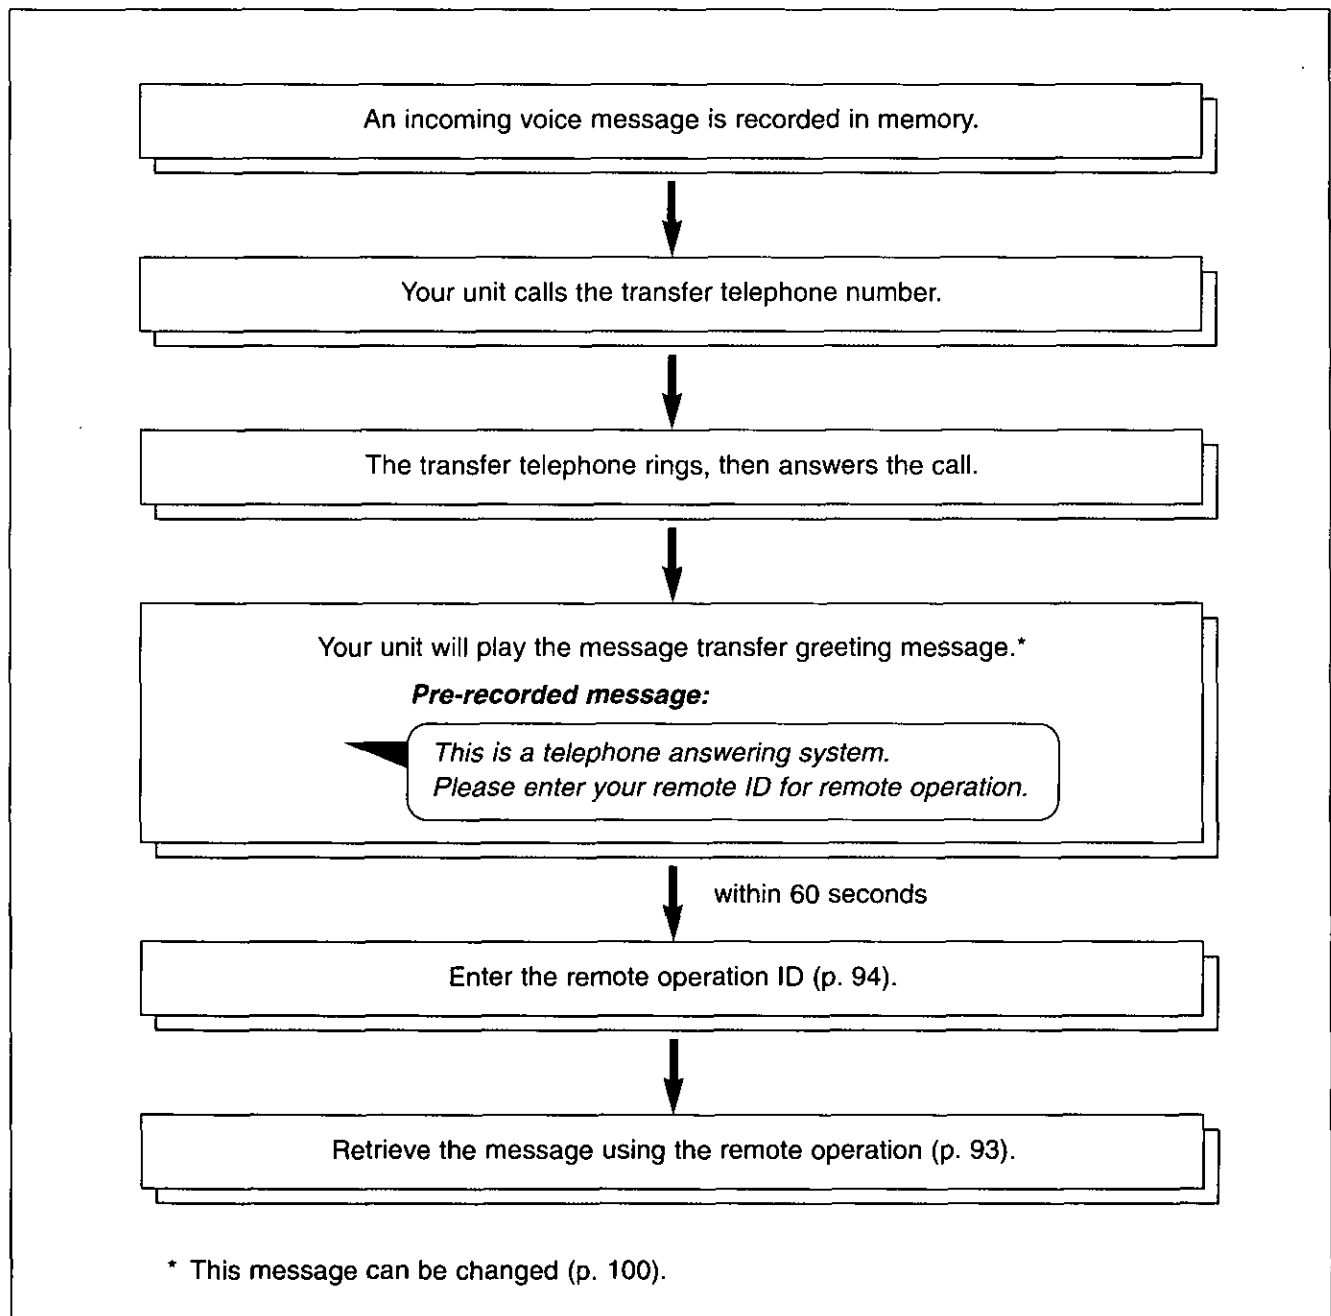 An incoming voice message is recorded in memory.
Your unit calls the transfer telephone number.
The transfer telephone rings, then answers the call.
Your unit will play the message transfer greeting message.*
Pre-recorded message:
This is a telephone answering system.
Please enter your remote ID for remote operation.
within 60 seconds
Enter the remote operation ID (p. 94).
Retrieve the message using the remote operation (p. 93).
* This message can be changed (p. 100).